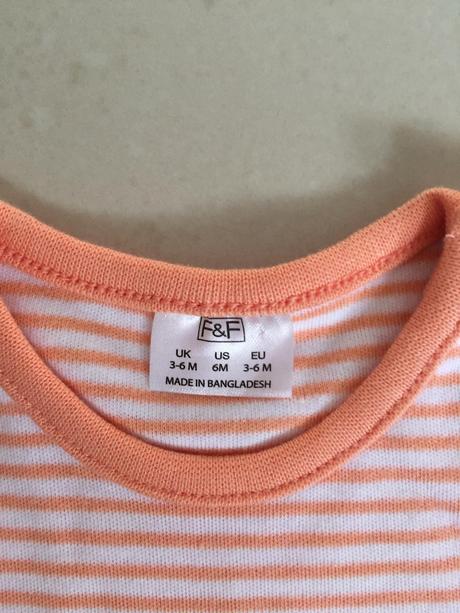 F&F
UK US EU
3-6 M 6M 3-6 M
MADE IN BANGLADESH